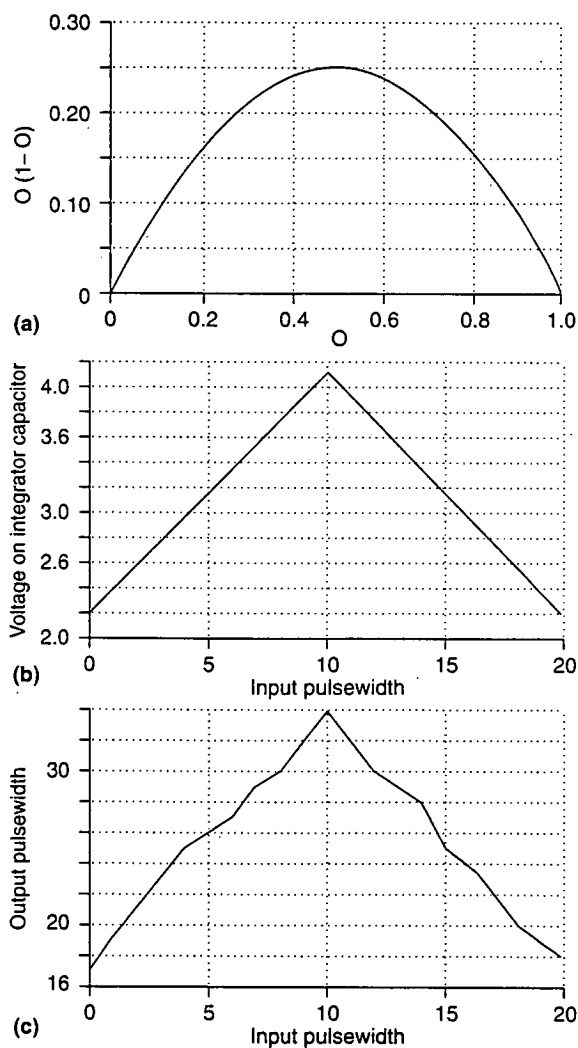 0.30
0.20
0.10
0
O (1– O)
(a)
0 0.2 0.4 0.6 0.8 1.0
O
4.0
3.6
3.2
2.6
2.0
Voltage on integrator capacitor
0 5 10 15 20
(b)
Input pulsewidth
30
20
16
Output pulsewidth
0 5 10 15 20
(c)
Input pulsewidth